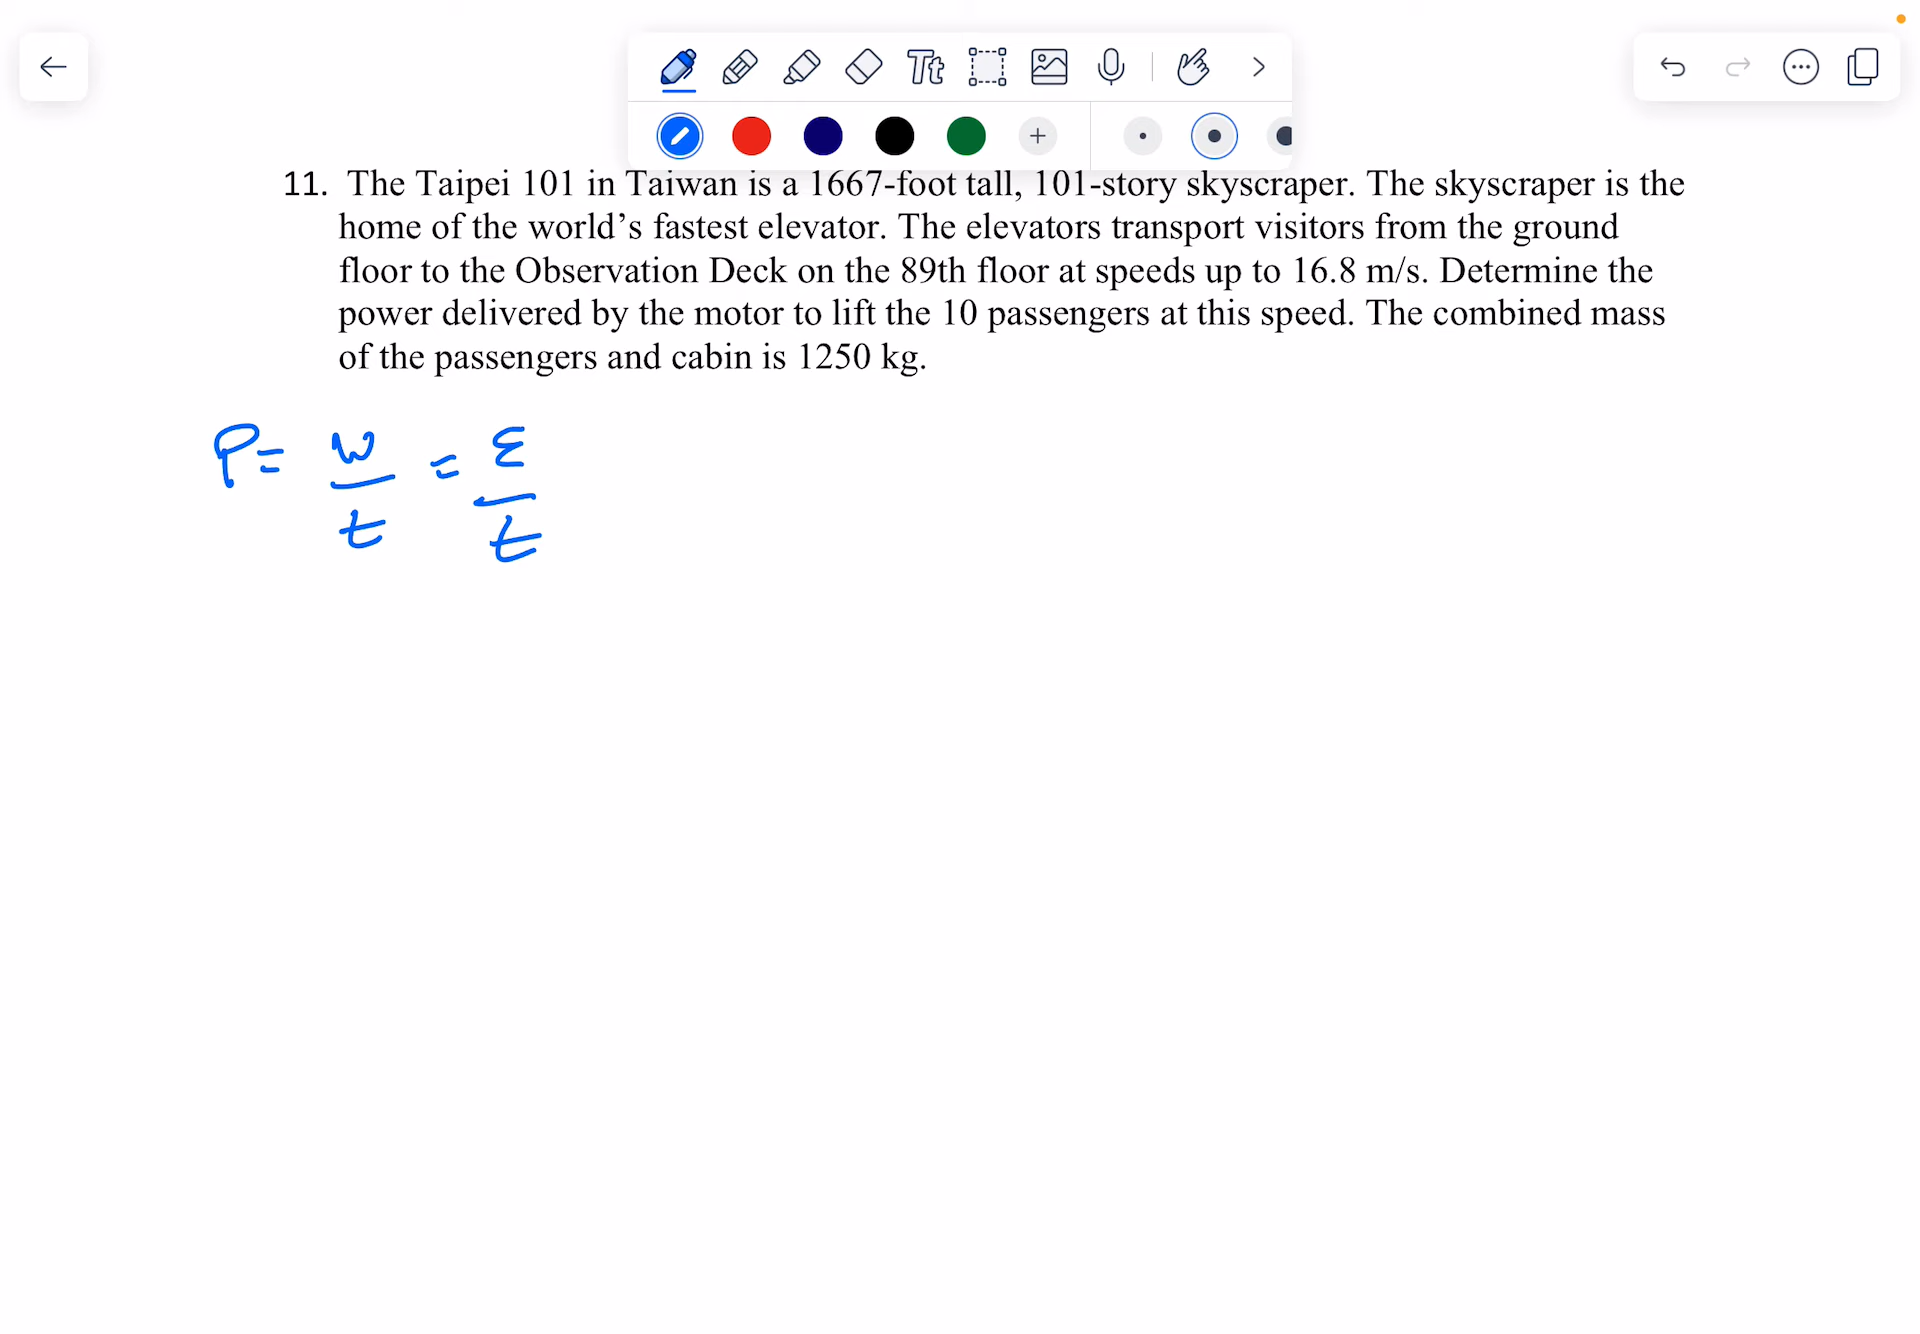 Tt
11. The Taipei 101 in Taiwan is a 1667-foot tall, 101-story skyscraper. The skyscraper is the
home of the world’s fastest elevator. The elevators transport visitors from the ground
floor to the Observation Deck on the 89th floor at speeds up to 16.8 m/s. Determine the
power delivered by the motor to lift the 10 passengers at this speed. The combined mass
of the passengers and cabin is 1250 kg.
P = W/t = E/t